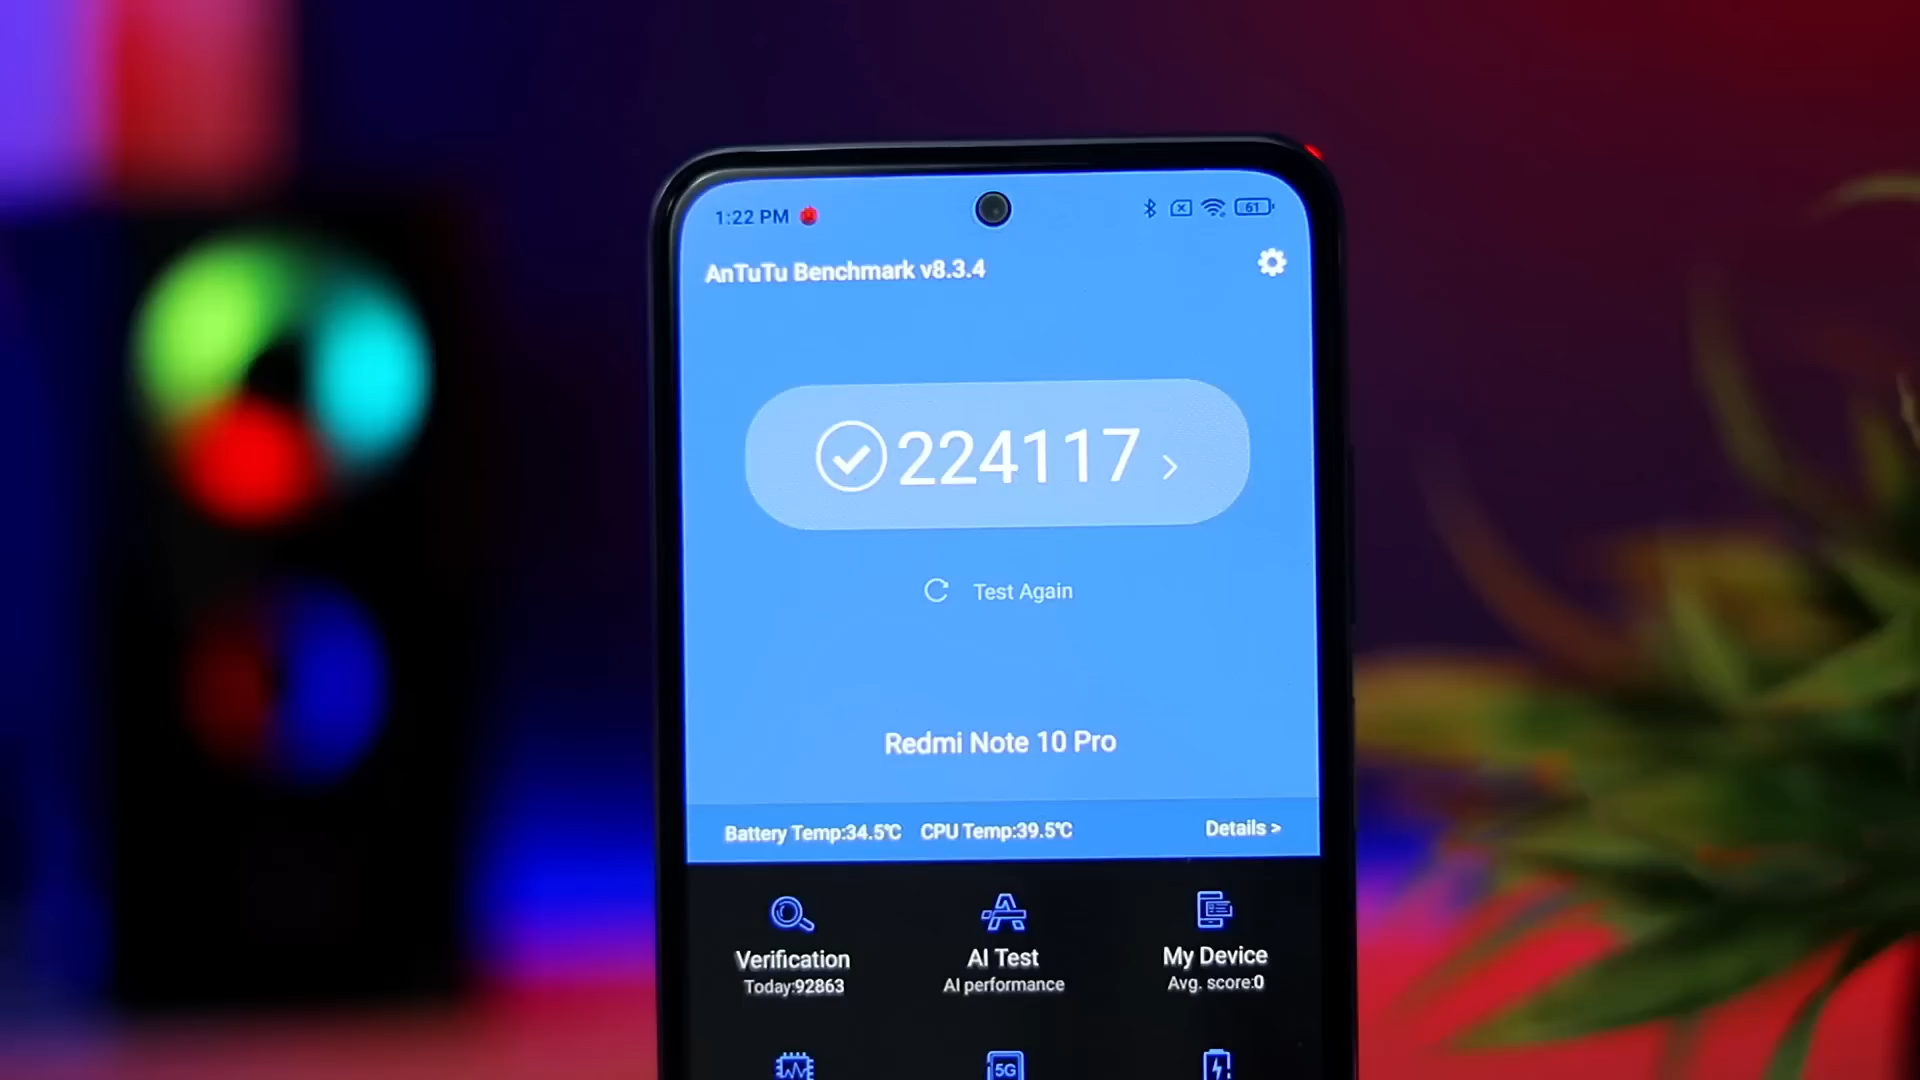 1:22 PM 61
AnTuTu Benchmark v8.3.4
224117 >
Test Again
Redmi Note 10 Pro
Battery Temp:34.5℃ CPU Temp:39.5℃ Details >
Verification AI Test My Device
Today:92863 AI performance Avg. score:0
5G